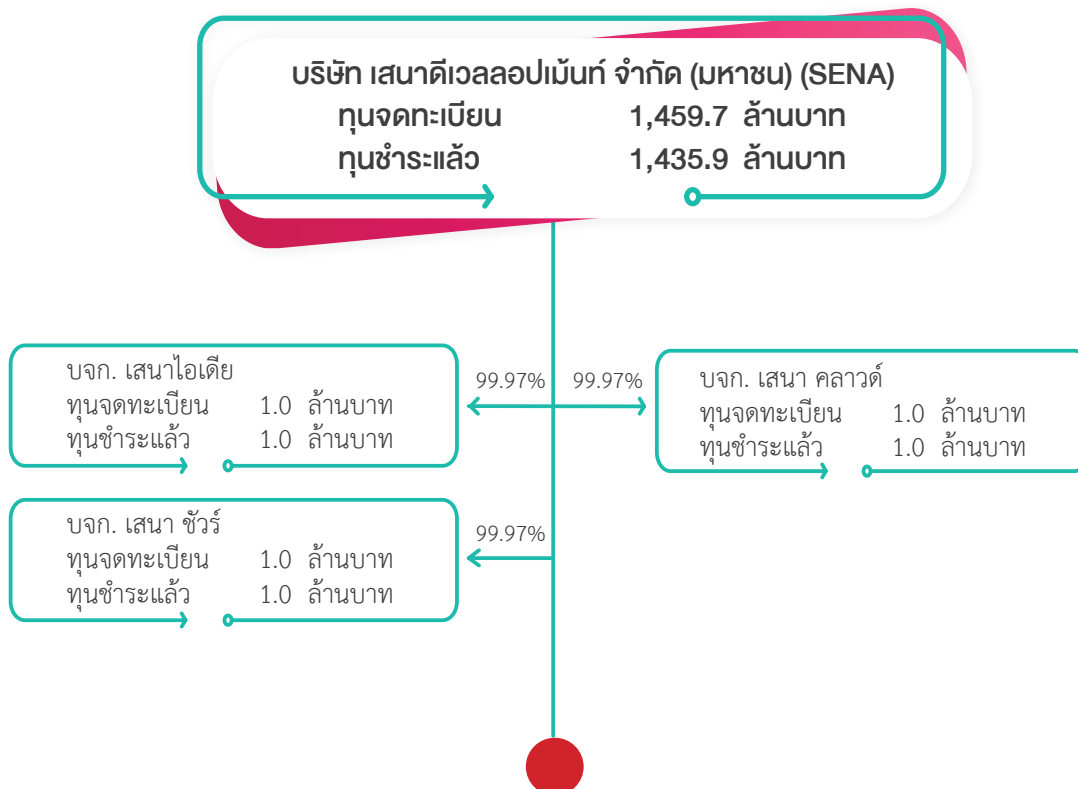 บริษัท เสนาดีเวลลอปเม้นท์ จำกัด (มหาชน) (SENA)
ทุนจดทะเบียน 1,459.7 ล้านบาท
ทุนชำระแล้ว 1,435.9 ล้านบาท
บจก. เสนาไอเดีย
ทุนจดทะเบียน 1.0 ล้านบาท
ทุนชำระแล้ว 1.0 ล้านบาท
99.97% 99.97%
บจก. เสนา คลาวด์
ทุนจดทะเบียน 1.0 ล้านบาท
ทุนชำระแล้ว 1.0 ล้านบาท
บจก. เสนา ชัวร์
ทุนจดทะเบียน 1.0 ล้านบาท
ทุนชำระแล้ว 1.0 ล้านบาท
99.97%